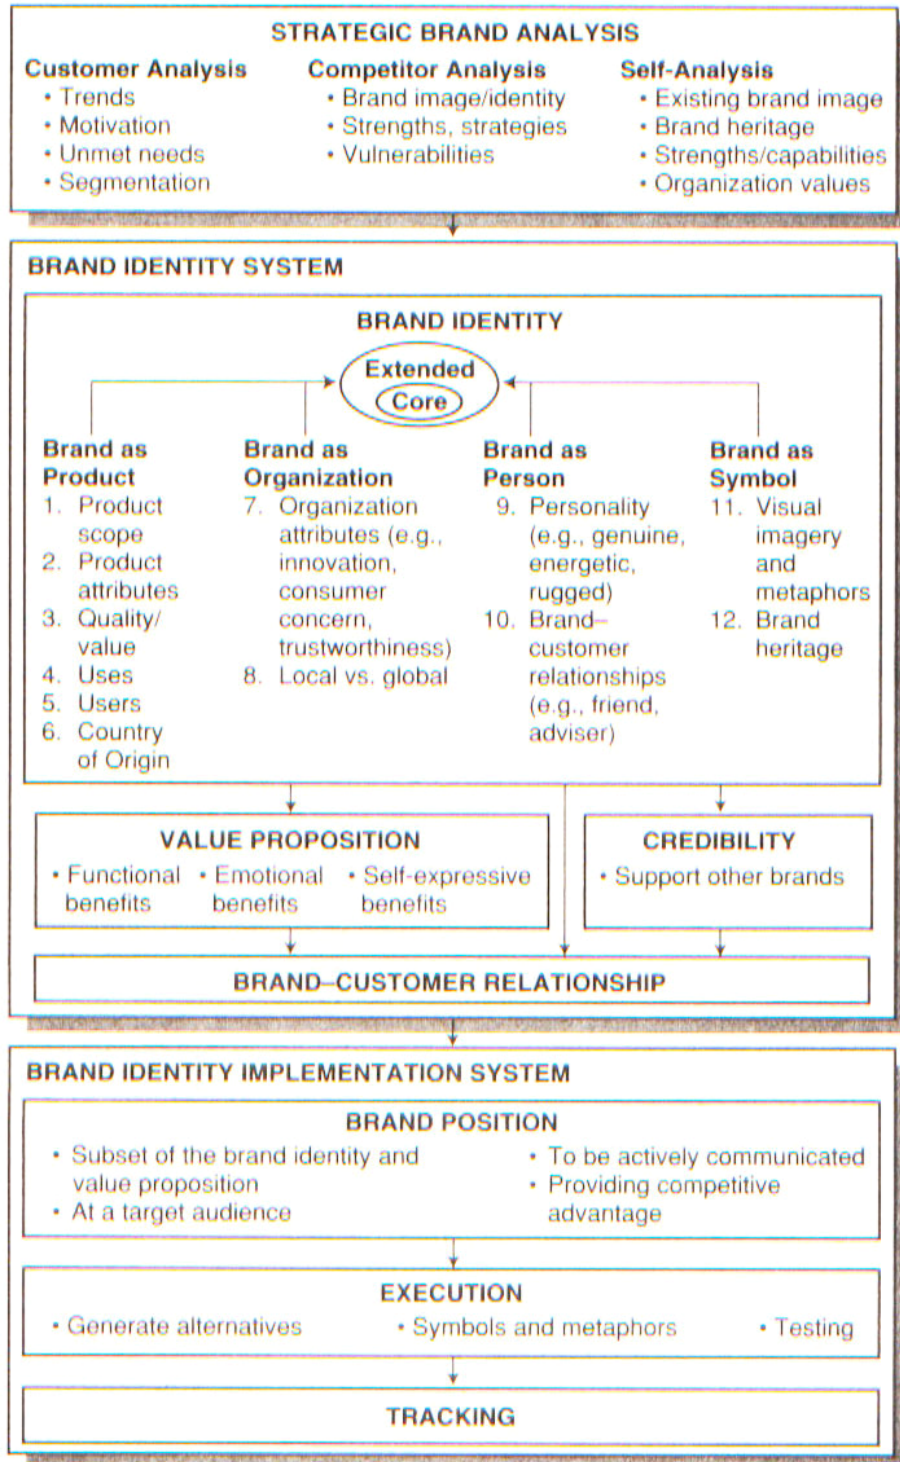 STRATEGIC BRAND ANALYSIS
Customer Analysis
• Trends
• Motivation
• Unmet needs
• Segmentation
Competitor Analysis
• Brand image/identity
• Strengths, strategies
• Vulnerabilities
Self-Analysis
• Existing brand image
• Brand heritage
• Strengths/capabilities
• Organization values
BRAND IDENTITY SYSTEM
BRAND IDENTITY
Extended
Core
Brand as
Product
1. Product
scope
2. Product
attributes
3. Quality/
value
4. Uses
5. Users
6. Country
of Origin
Brand as
Organization
7. Organization
attributes (e.g.,
innovation,
consumer
concern,
trustworthiness)
8. Local vs. global
Brand as
Person
9. Personality
(e.g., genuine,
energetic,
rugged)
10. Brand–
customer
relationships
(e.g., friend,
adviser)
Brand as
Symbol
11. Visual
imagery
and
metaphors
12. Brand
heritage
VALUE PROPOSITION
• Functional
benefits
• Emotional
benefits
• Self-expressive
benefits
CREDIBILITY
• Support other brands
BRAND–CUSTOMER RELATIONSHIP
BRAND IDENTITY IMPLEMENTATION SYSTEM
BRAND POSITION
• Subset of the brand identity and
value proposition
• At a target audience
• To be actively communicated
• Providing competitive
advantage
EXECUTION
• Generate alternatives
• Symbols and metaphors
• Testing
TRACKING